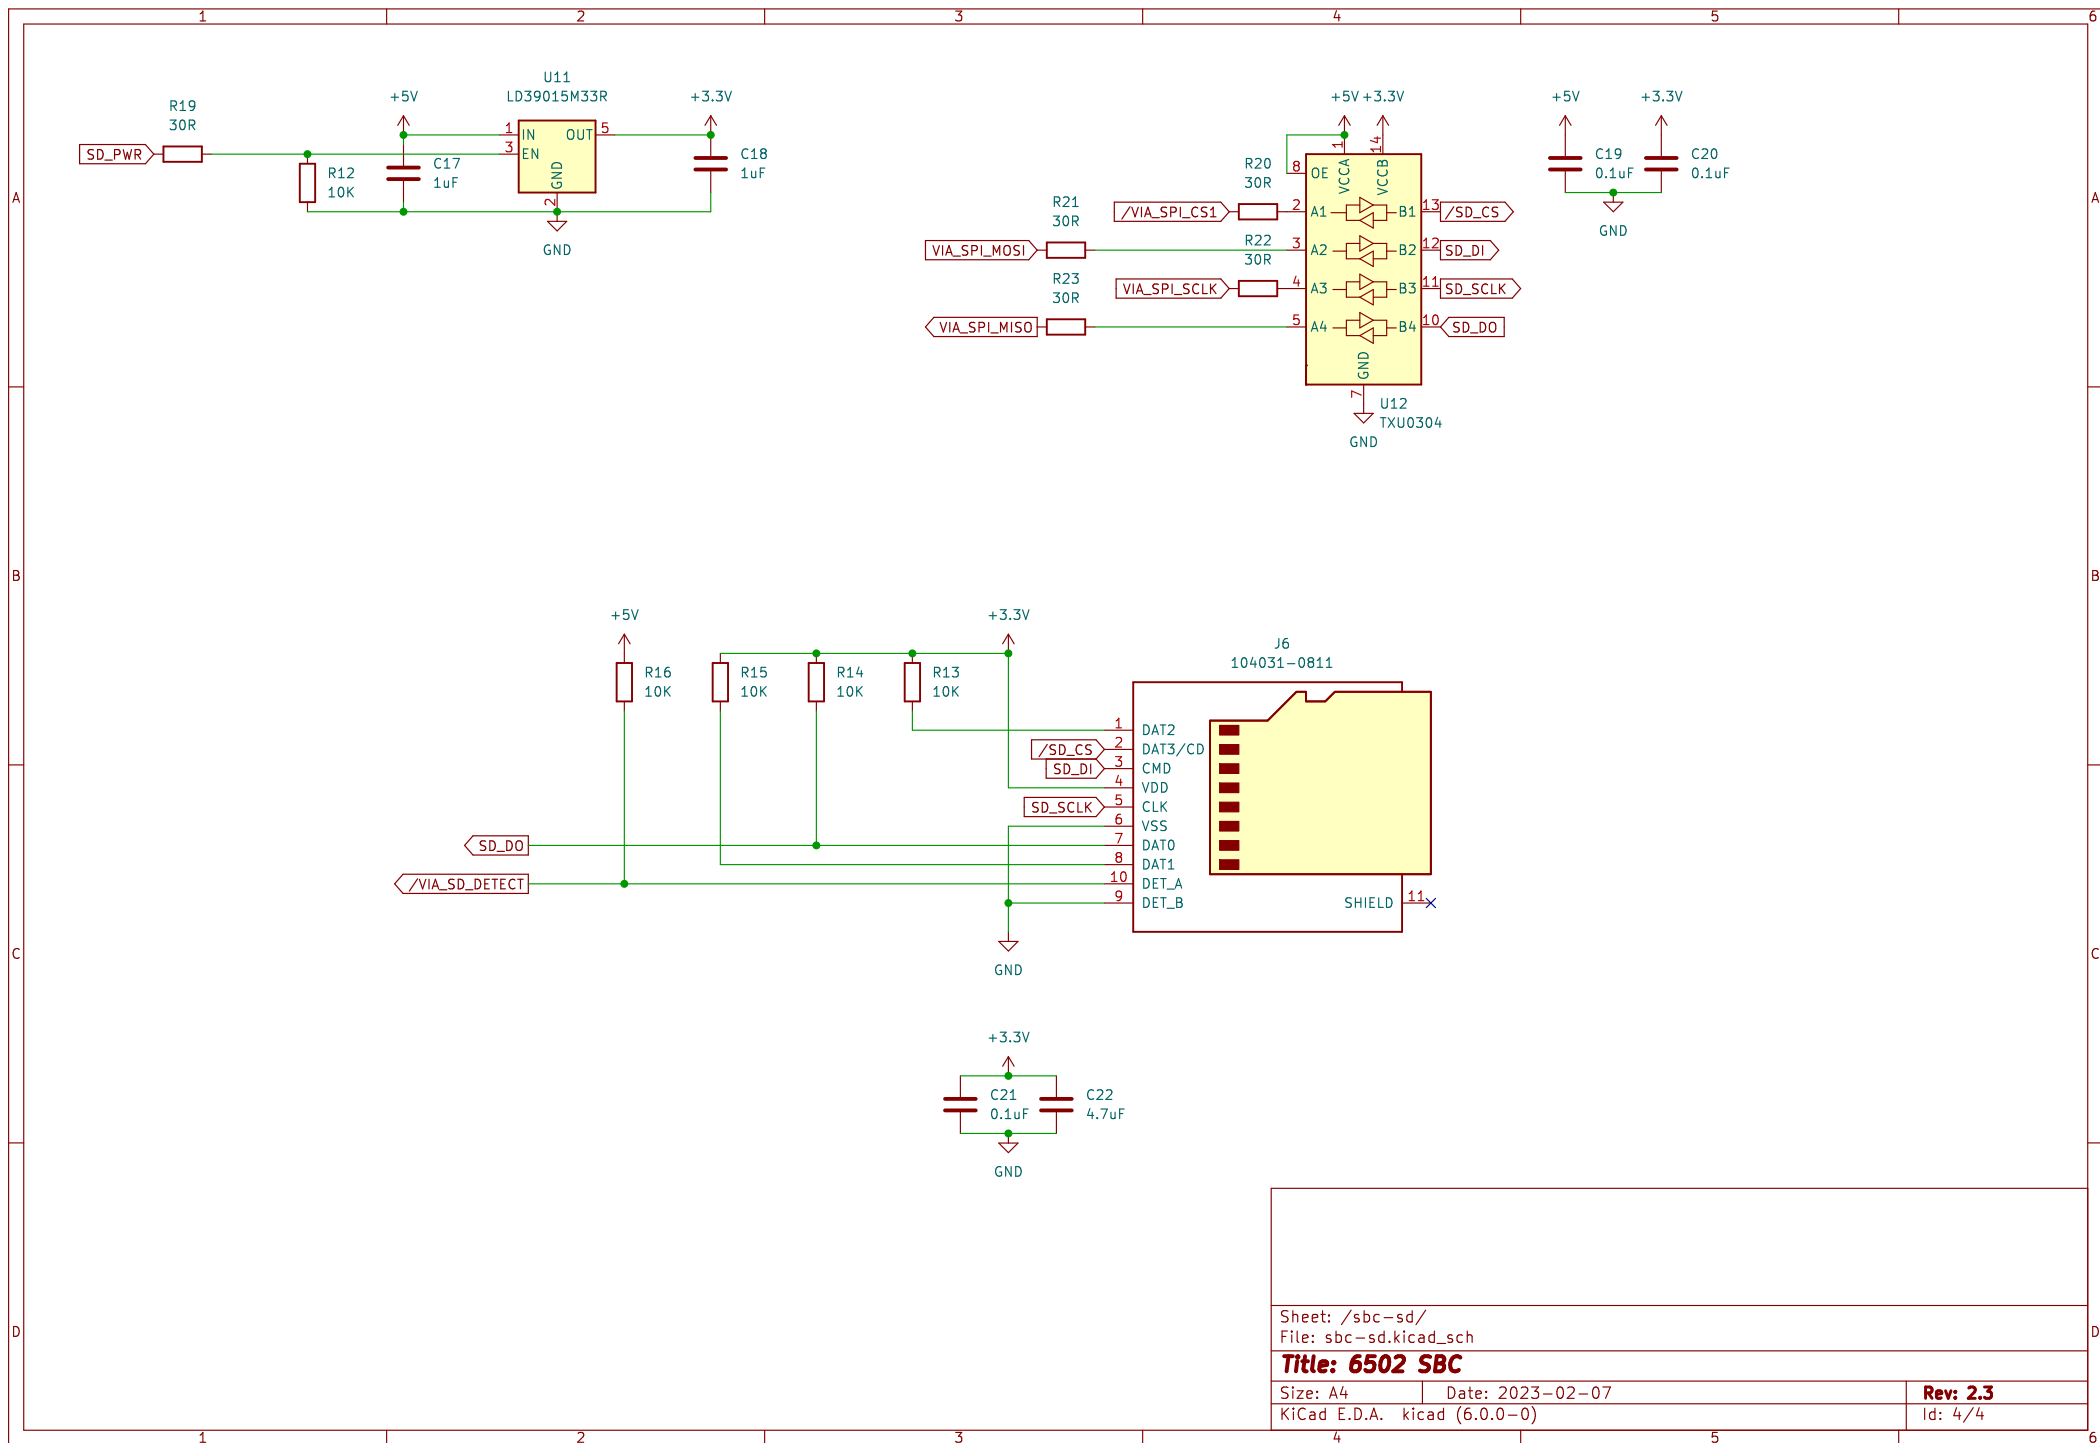 1 2 3 4 5 6
A
B
C
D
R19
30R
SD_PWR
R12
10K
+5V
C17
1uF
U11
LD39015M33R
1 IN
3 EN
OUT 5
GND
2
GND
+3.3V
C18
1uF
+5V +3.3V
1
14
VCCA
VCCB
8 OE
R20
30R
/VIA_SPI_CS1
2 A1
B1 13
/SD_CS
R21
30R
VIA_SPI_MOSI
3 A2
B2 12
SD_DI
R22
30R
VIA_SPI_SCLK
4 A3
B3 11
SD_SCLK
R23
30R
VIA_SPI_MISO
5 A4
B4 10
SD_DO
GND
7
U12
TXU0304
GND
+5V
C19
0.1uF
+3.3V
C20
0.1uF
GND
+5V
R16
10K
R15
10K
R14
10K
R13
10K
+3.3V
J6
104031-0811
1 DAT2
/SD_CS 2 DAT3/CD
SD_DI 3 CMD
4 VDD
SD_SCLK 5 CLK
6 VSS
SD_DO 7 DAT0
8 DAT1
/VIA_SD_DETECT 10 DET_A
9 DET_B
SHIELD 11
GND
+3.3V
C21
0.1uF
C22
4.7uF
GND
Sheet: /sbc-sd/
File: sbc-sd.kicad_sch
Title: 6502 SBC
Size: A4 Date: 2023-02-07 Rev: 2.3
KiCad E.D.A. kicad (6.0.0-0) Id: 4/4
A
B
C
D
1 2 3 4 5 6